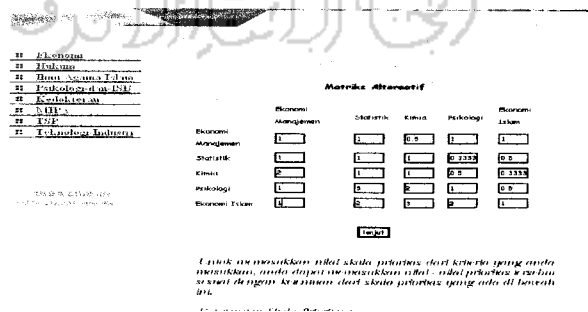 Ekonomi
Hukum
Ilmu Agama Islam
Psikologi dan ISB
Kedokteran
MIPA
TSP
Teknologi Industri
Matriks Alternatif
Ekonomi Manajemen Statistik Kimia Psikologi Ekonomi Islam
Ekonomi Manajemen 1 1 0.5 1 1
Statistik 1 1 1 0.3333 0.5
Kimia 2 1 1 0.5 0.3333
Psikologi 1 3 2 1 0.5
Ekonomi Islam 1 2 3 2 1
lanjut
Untuk memasukkan nilai skala prioritas dari kriteria yang anda
masukkan, anda dapat memasukkan nilai - nilai prioritas tersebut
sesuai dengan ketentuan dari skala prioritas yang ada di bawah
ini.
Skala Prioritas